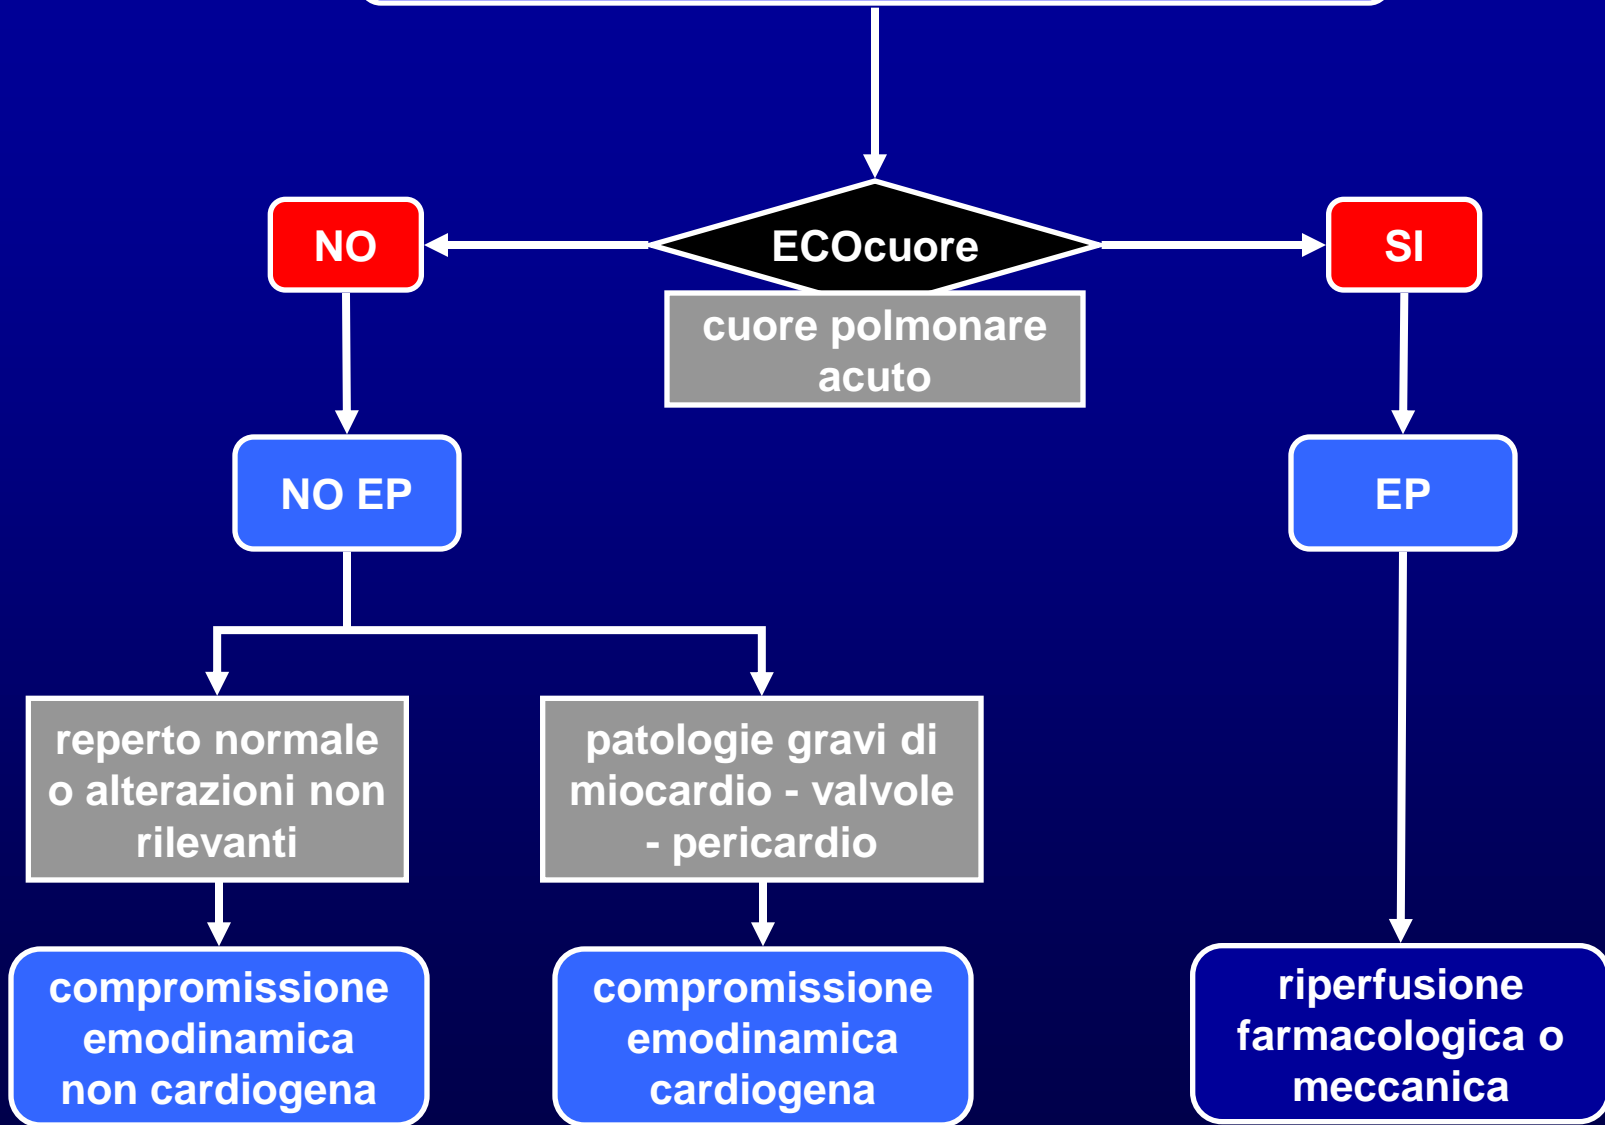 NO
ECOcuore
SI
cuore polmonare
acuto
NO EP
EP
reperto normale
o alterazioni non
rilevanti
patologie gravi di
miocardio - valvole
- pericardio
compromissione
emodinamica
non cardiogena
compromissione
emodinamica
cardiogena
riperfusione
farmacologica o
meccanica